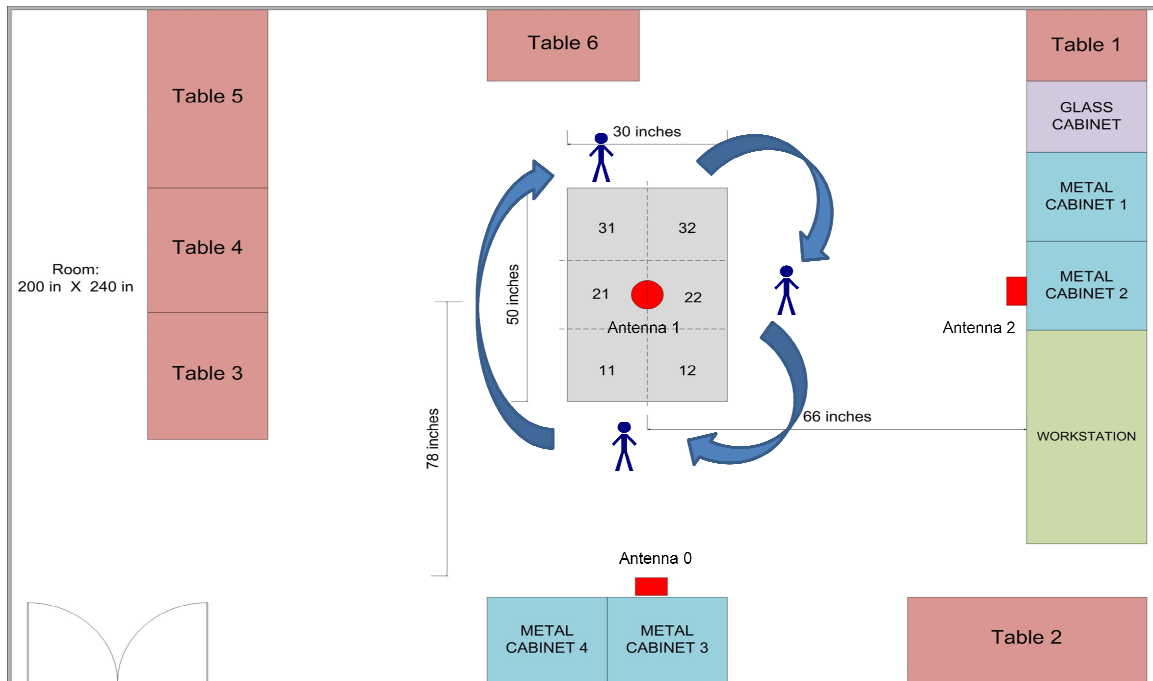 Table 6
Table 1
Table 5
GLASS
CABINET
30 inches
METAL
CABINET 1
31
32
Table 4
Room:
200 in X 240 in
METAL
CABINET 2
21
22
50 inches
Antenna 1
Antenna 2
Table 3
11
12
66 inches
78 inches
WORKSTATION
Antenna 0
METAL
CABINET 4
METAL
CABINET 3
Table 2